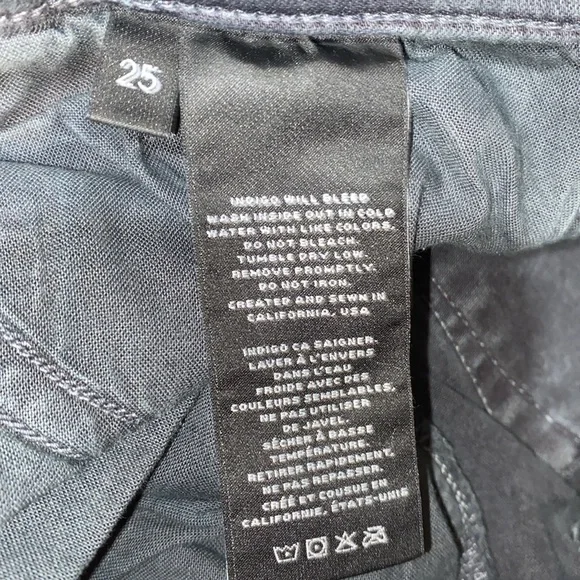 25
INDIGO WILL BLEED.
WASH INSIDE OUT IN COLD
WATER WITH LIKE COLORS.
DO NOT BLEACH.
TUMBLE DRY LOW.
REMOVE PROMPTLY.
DO NOT IRON.
CREATED AND SEWN IN
CALIFORNIA, USA
INDIGO CA SAIGNER.
LAVER À L'ENVERS
DANS L'EAU
FROIDE AVEC DES
COULEURS SEMBLABLES.
NE PAS UTILISER
DE JAVEL
SÉCHER À BASSE
TEMPÉRATURE.
RETIRER RAPIDEMENT.
NE PAS REPASSER.
CRÉÉ ET COUSUE EN
CALIFORNIE, ÉTATS-UNIS